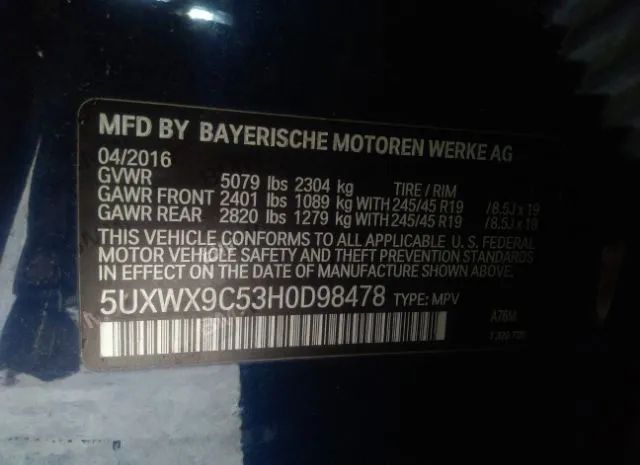 MFD BY BAYERISCHE MOTOREN WERKE AG
04/2016
GVWR 5079 lbs 2304 kg TIRE / RIM
GAWR FRONT 2401 lbs 1089 kg WITH 245/45 R19 / 8.5J x 19
GAWR REAR 2820 lbs 1279 kg WITH 245/45 R19 / 8.5J x 19
THIS VEHICLE CONFORMS TO ALL APPLICABLE U. S. FEDERAL
MOTOR VEHICLE SAFETY AND THEFT PREVENTION STANDARDS
IN EFFECT ON THE DATE OF MANUFACTURE SHOWN ABOVE.
5UXWX9C53H0D98478 TYPE: MPV
A76M